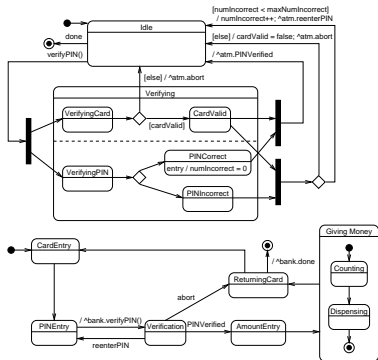 [numIncorrect < maxNumIncorrect]
/ numIncorrect++; ^atm.reenterPIN
Idle
done
[else] / cardValid = false; ^atm.abort
verifyPIN()
/ ^atm.PINVerified
[else] / ^atm.abort
Verifying
VerifyingCard
CardValid
[cardValid]
PINCorrect
entry / numIncorrect = 0
VerifyingPIN
PINIncorrect
CardEntry
Giving Money
/ ^bank.done
Counting
ReturningCard
abort
Dispensing
/ ^bank.verifyPIN()
PINEntry
Verification
PINVerified
AmountEntry
reenterPIN